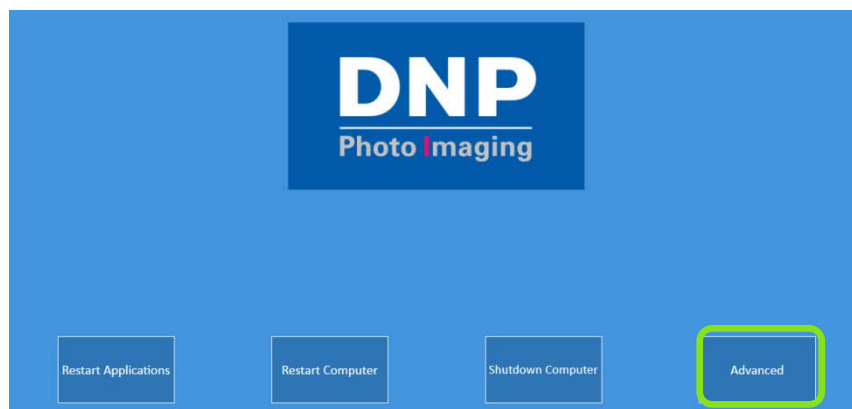 DNP
Photo Imaging
Restart Applications
Restart Computer
Shutdown Computer
Advanced